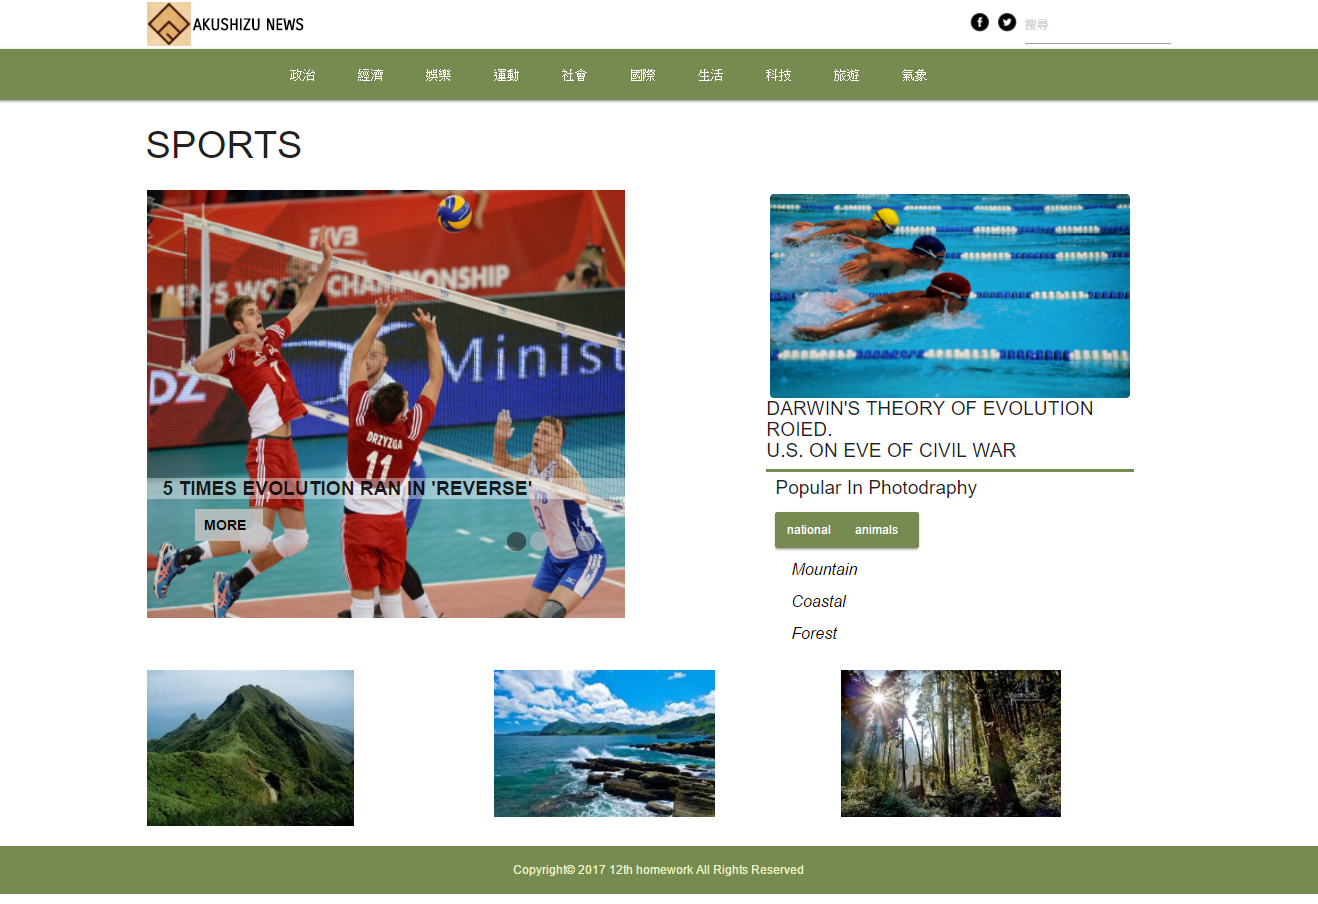 AKUSHIZU NEWS
搜尋
政治 經濟 娛樂 運動 社會 國際 生活 科技 旅遊 氣象
SPORTS
FIVB
MEN'S WORLD CHAMPIONSHIP
Minist
DZ
1
DRZYZGA
11
3
5 TIMES EVOLUTION RAN IN 'REVERSE'
MORE
DARWIN'S THEORY OF EVOLUTION
ROIED.
U.S. ON EVE OF CIVIL WAR
Popular In Photodraphy
national animals
Mountain
Coastal
Forest
Copyright© 2017 12th homework All Rights Reserved